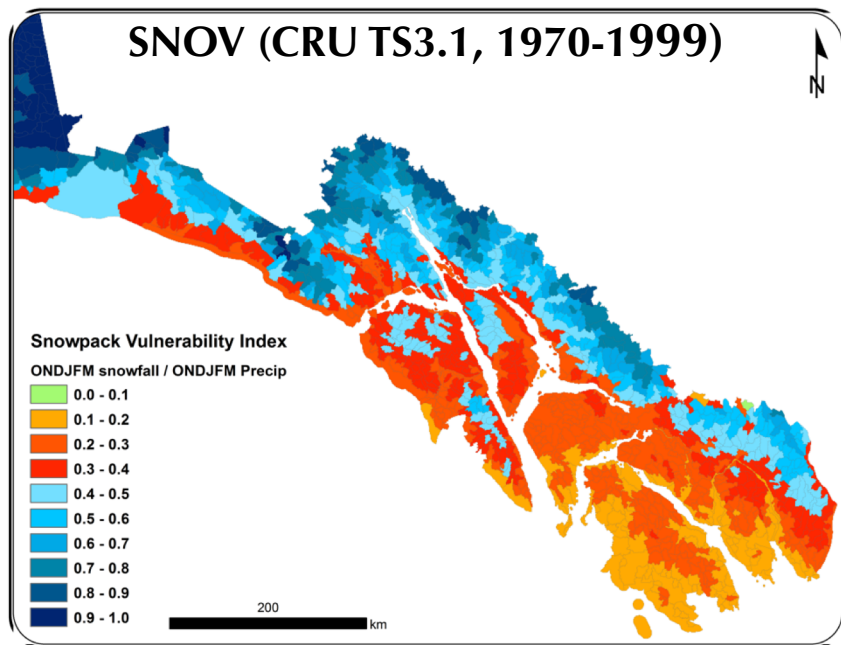 SNOV (CRU TS3.1, 1970-1999)
N
Snowpack Vulnerability Index
ONDJFM snowfall / ONDJFM Precip
0.0 - 0.1
0.1 - 0.2
0.2 - 0.3
0.3 - 0.4
0.4 - 0.5
0.5 - 0.6
0.6 - 0.7
0.7 - 0.8
0.8 - 0.9
0.9 - 1.0
200
km